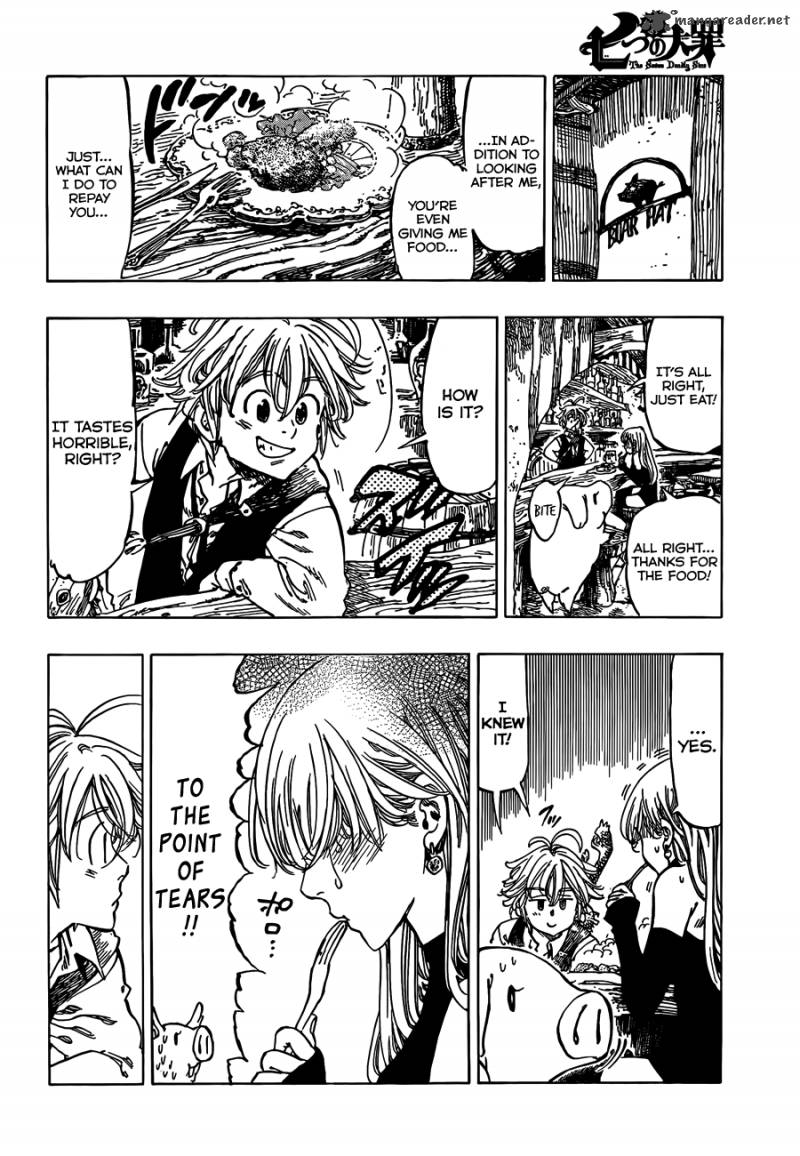 mangareader.net
七つの大罪
The Seven Deadly Sins
BOAR HAT
...IN AD-
DITION TO
LOOKING
AFTER ME,
YOU'RE
EVEN
GIVING ME
FOOD...
ドーーン
JUST...
WHAT CAN
I DO TO
REPAY
YOU...
IT'S ALL
RIGHT,
JUST EAT!
BITE
ALL RIGHT...
THANKS FOR
THE FOOD!
HOW
IS IT?
IT TASTES
HORRIBLE,
RIGHT?
...
YES.
I
KNEW
IT!
TO
THE
POINT
OF
TEARS
!!
ポロ...